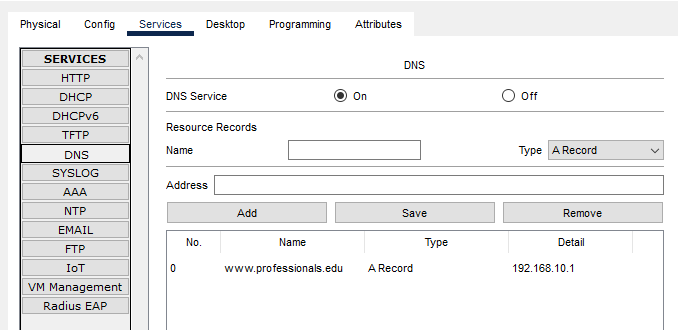 Physical Config Services Desktop Programming Attributes
SERVICES
HTTP
DHCP
DHCPv6
TFTP
DNS
SYSLOG
AAA
NTP
EMAIL
FTP
IoT
VM Management
Radius EAP
DNS
DNS Service On Off
Resource Records
Name Type A Record
Address
Add Save Remove
No. Name Type Detail
0 www.professionals.edu A Record 192.168.10.1